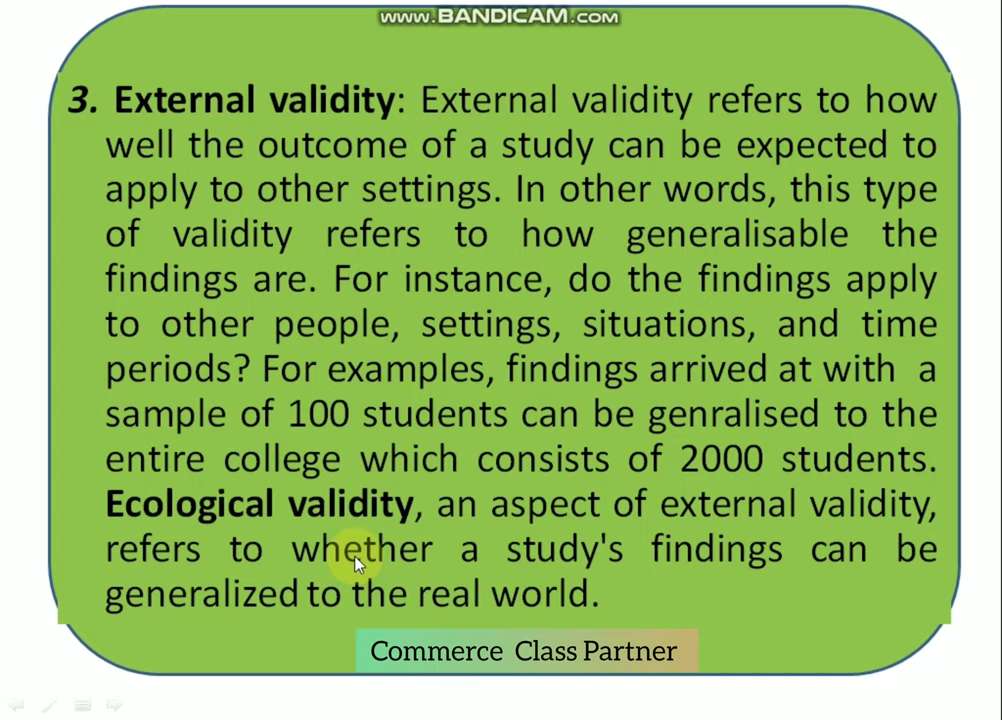 www.BANDICAM.com
3. External validity: External validity refers to how
well the outcome of a study can be expected to
apply to other settings. In other words, this type
of validity refers to how generalisable the
findings are. For instance, do the findings apply
to other people, settings, situations, and time
periods? For examples, findings arrived at with a
sample of 100 students can be genralised to the
entire college which consists of 2000 students.
Ecological validity, an aspect of external validity,
refers to whether a study's findings can be
generalized to the real world.
Commerce Class Partner